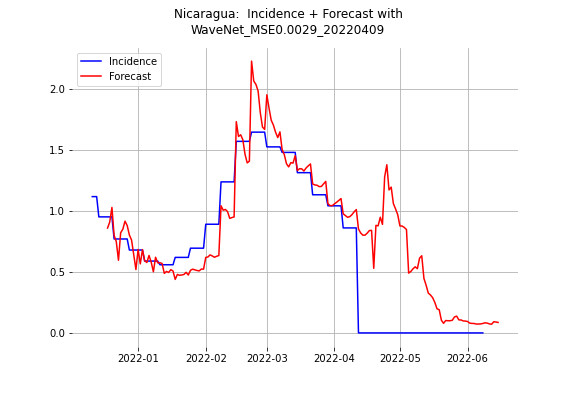 Nicaragua:  Incidence + Forecast with
WaveNet_MSE0.0029_20220409
Incidence
Forecast
2.0
1.5
1.0
0.5
0.0
2022-01
2022-02
2022-03
2022-04
2022-05
2022-06